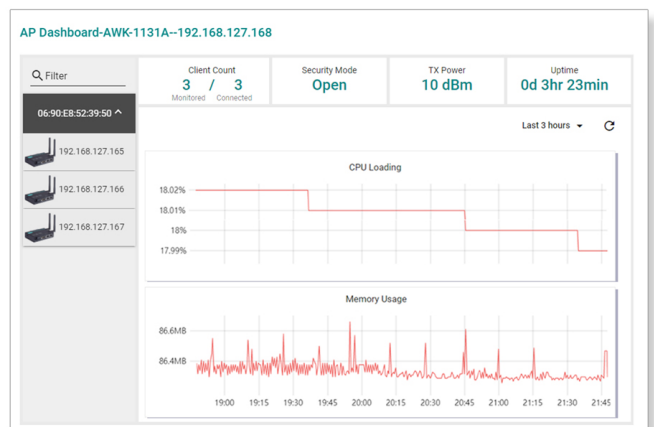 AP Dashboard-AWK-1131A--192.168.127.168
Filter
06:90:E8:52:39:50
192.168.127.165
192.168.127.166
192.168.127.167
Client Count
3 / 3
Monitored Connected
Security Mode
Open
TX Power
10 dBm
Uptime
0d 3hr 23min
Last 3 hours
CPU Loading
18.02%
18.01%
18%
17.99%
Memory Usage
86.6MB
86.4MB
19:00 19:15 19:30 19:45 20:00 20:15 20:30 20:45 21:00 21:15 21:30 21:45